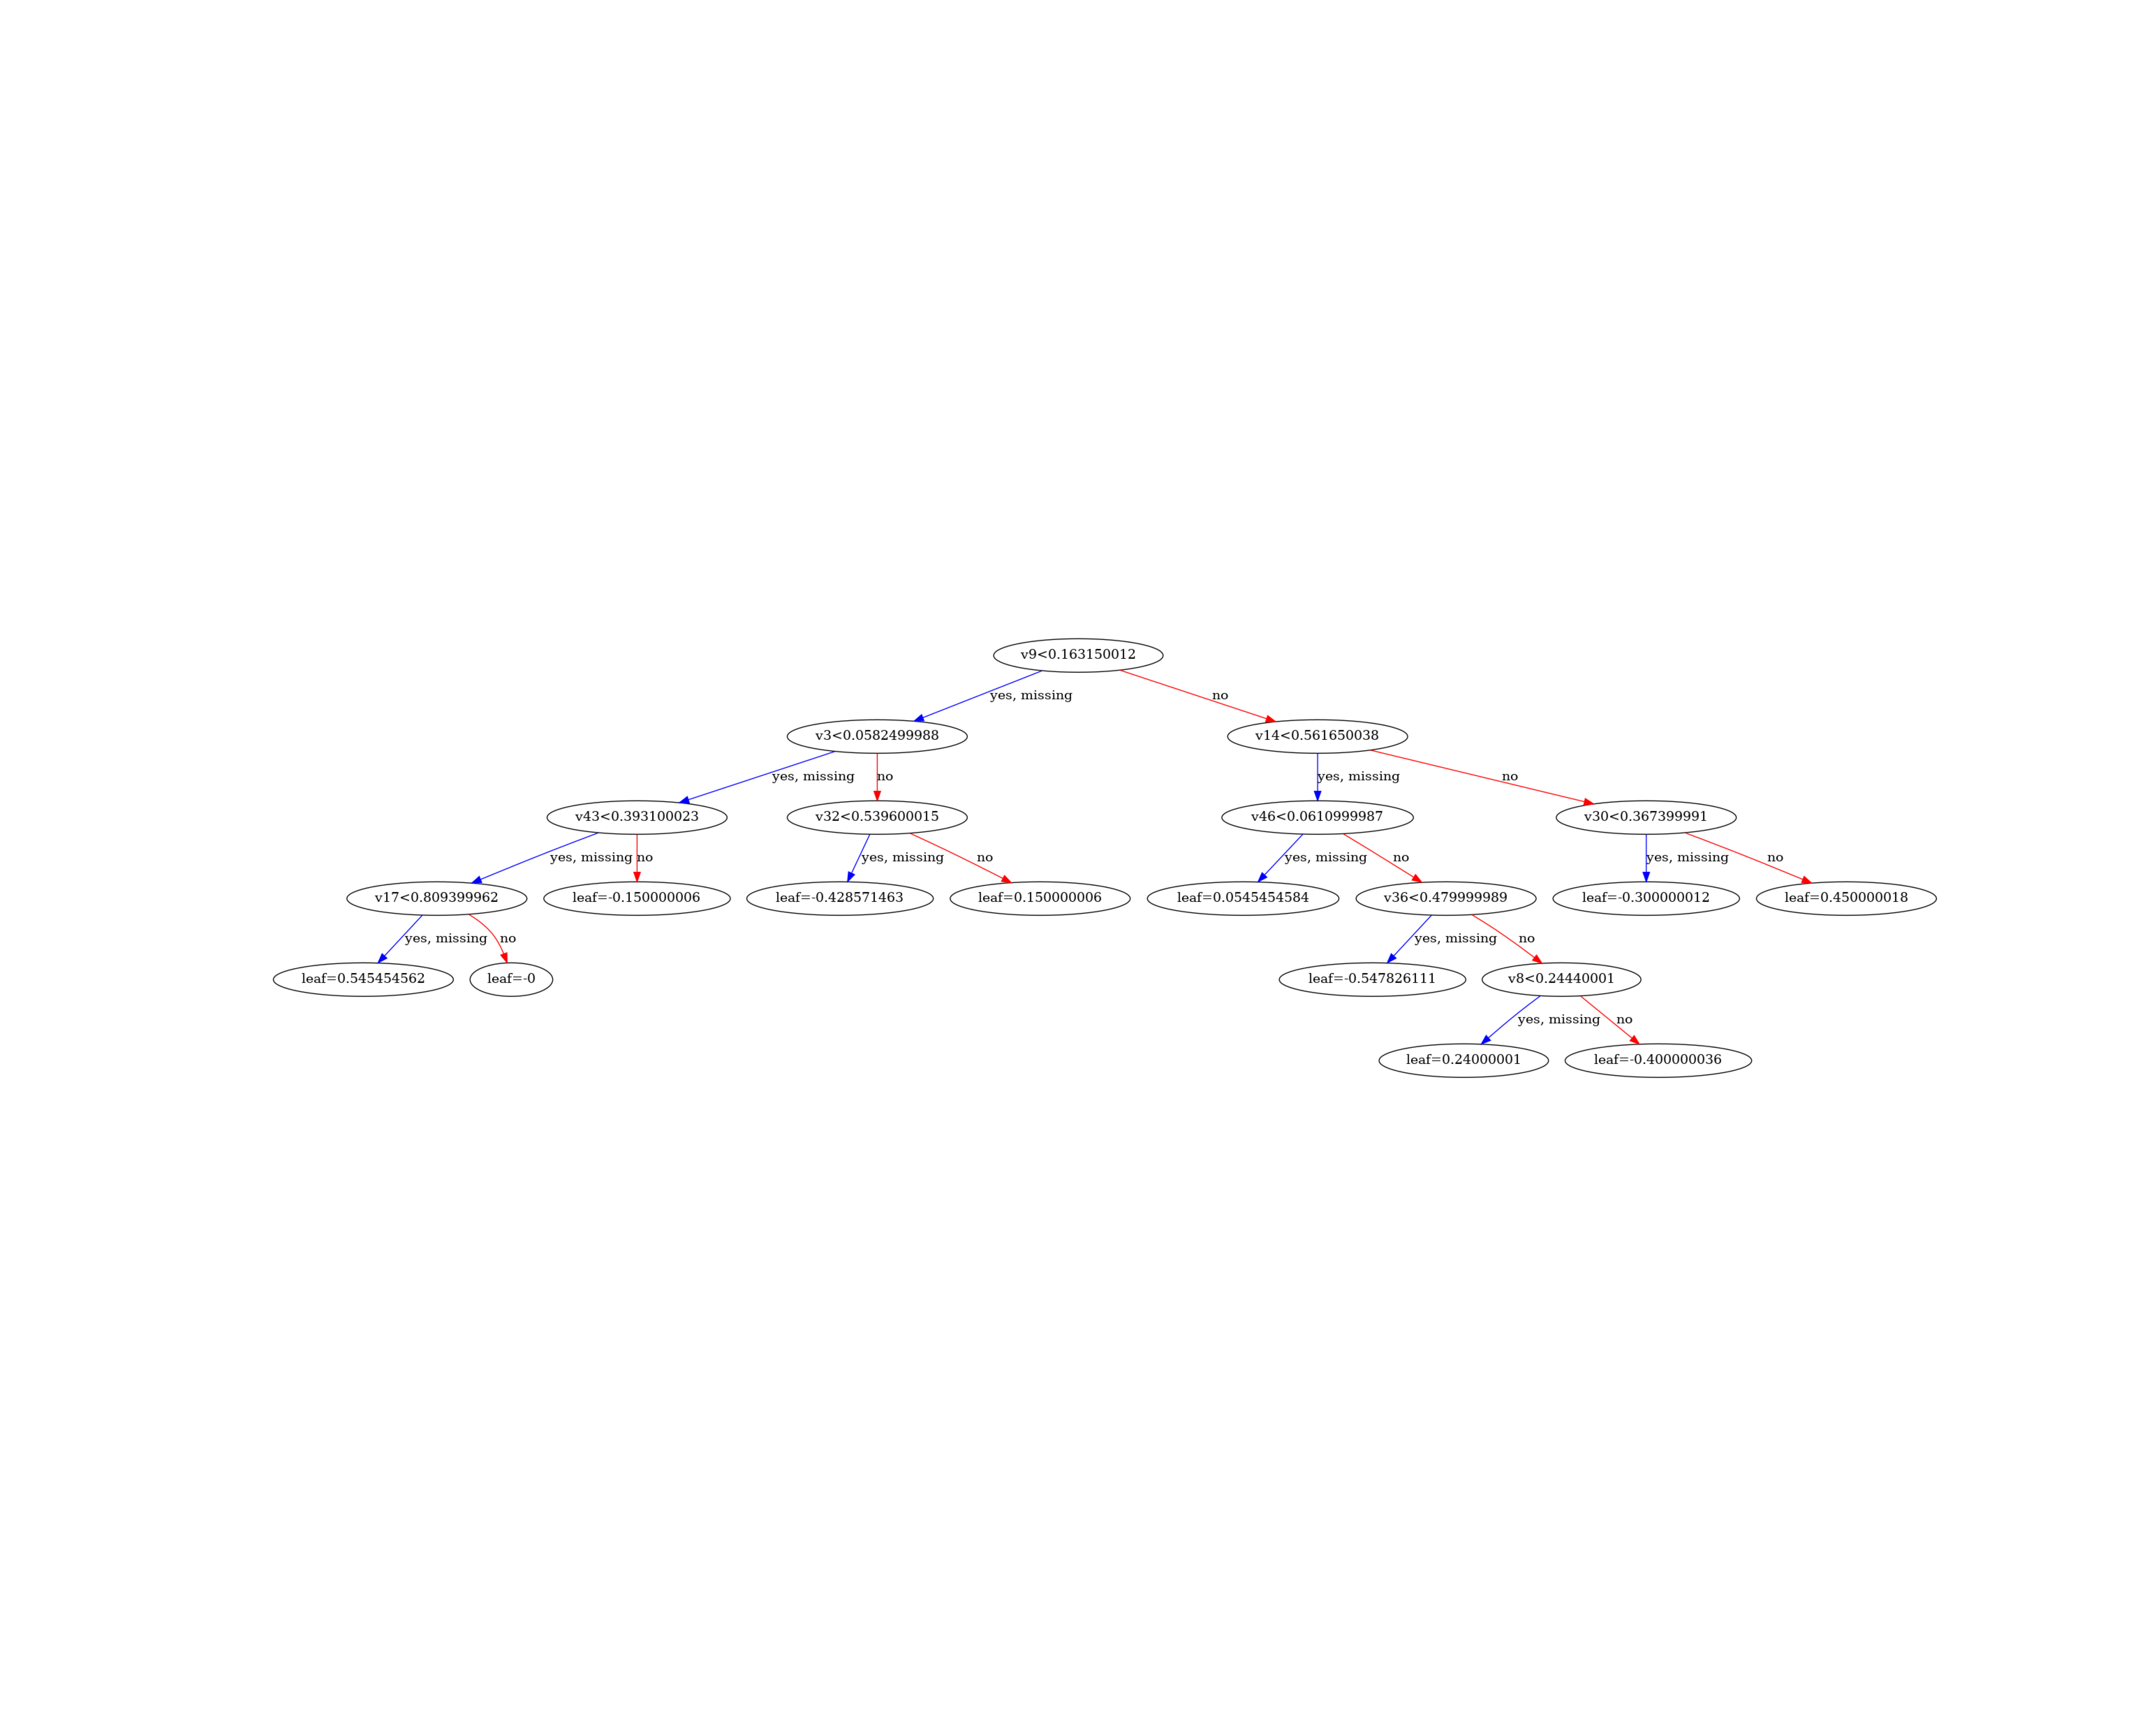 v9<0.163150012
yes, missing
no
v3<0.0582499988
v14<0.561650038
yes, missing
no
yes, missing
no
v43<0.393100023
v32<0.539600015
v46<0.0610999987
v30<0.367399991
yes, missing
no
yes, missing
no
yes, missing
no
yes, missing
no
v17<0.809399962
leaf=-0.150000006
leaf=-0.428571463
leaf=0.150000006
leaf=0.0545454584
v36<0.479999989
leaf=-0.300000012
leaf=0.450000018
yes, missing
no
yes, missing
no
leaf=0.545454562
leaf=-0
leaf=-0.547826111
v8<0.24440001
yes, missing
no
leaf=0.24000001
leaf=-0.400000036